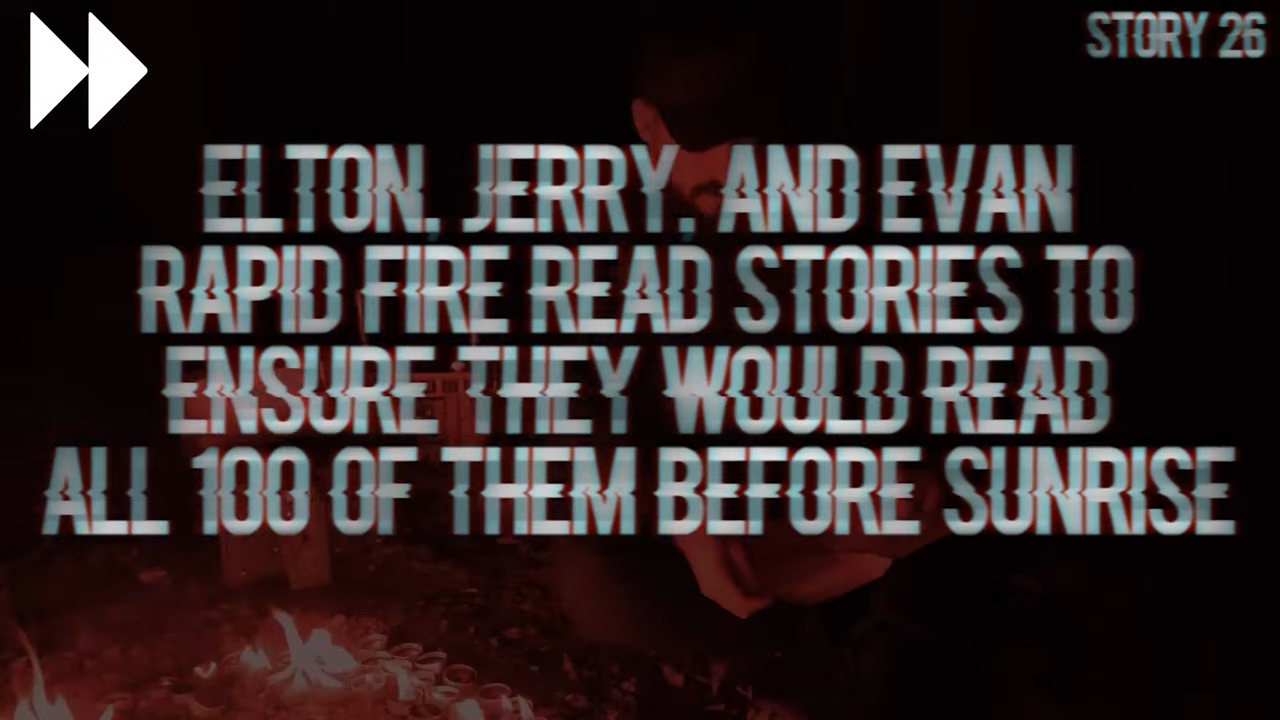 STORY 26
ELTON, JERRY, AND EVAN
RAPID FIRE READ STORIES TO
ENSURE THEY WOULD READ
ALL 100 OF THEM BEFORE SUNRISE